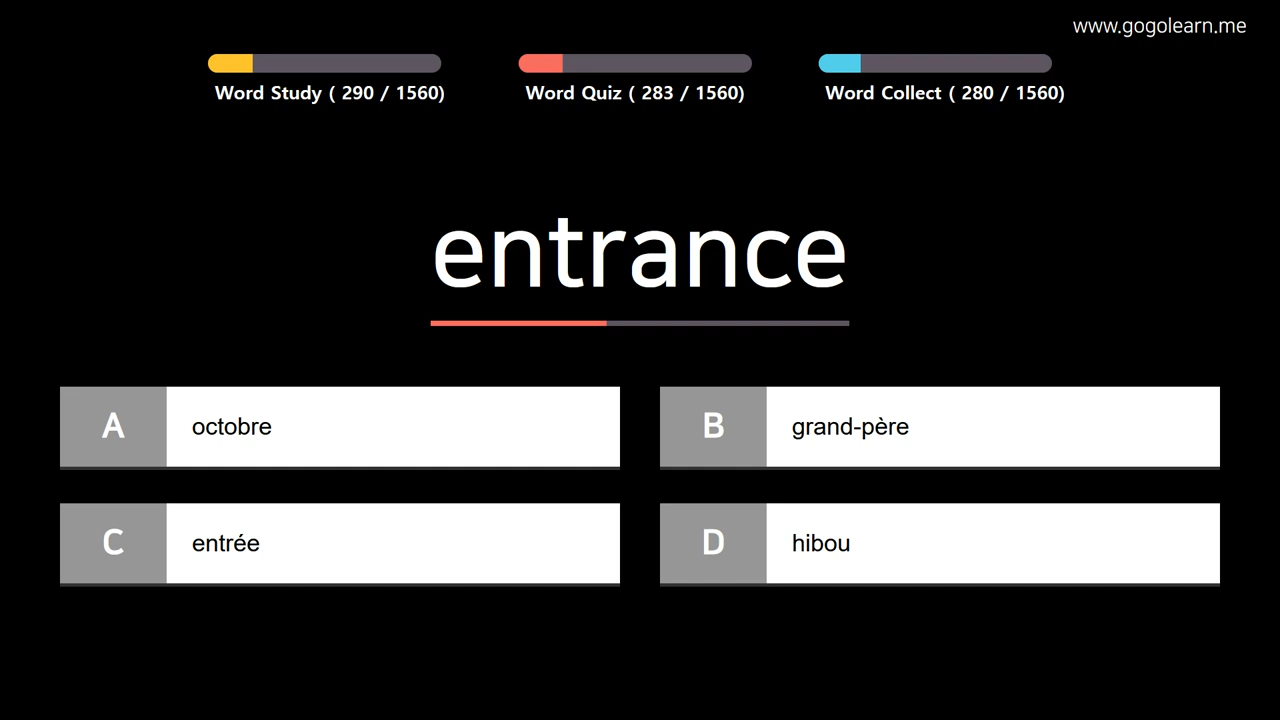 www.gogolearn.me
Word Study ( 290 / 1560)
Word Quiz ( 283 / 1560)
Word Collect ( 280 / 1560)
entrance
A
octobre
B
grand-père
C
entrée
D
hibou